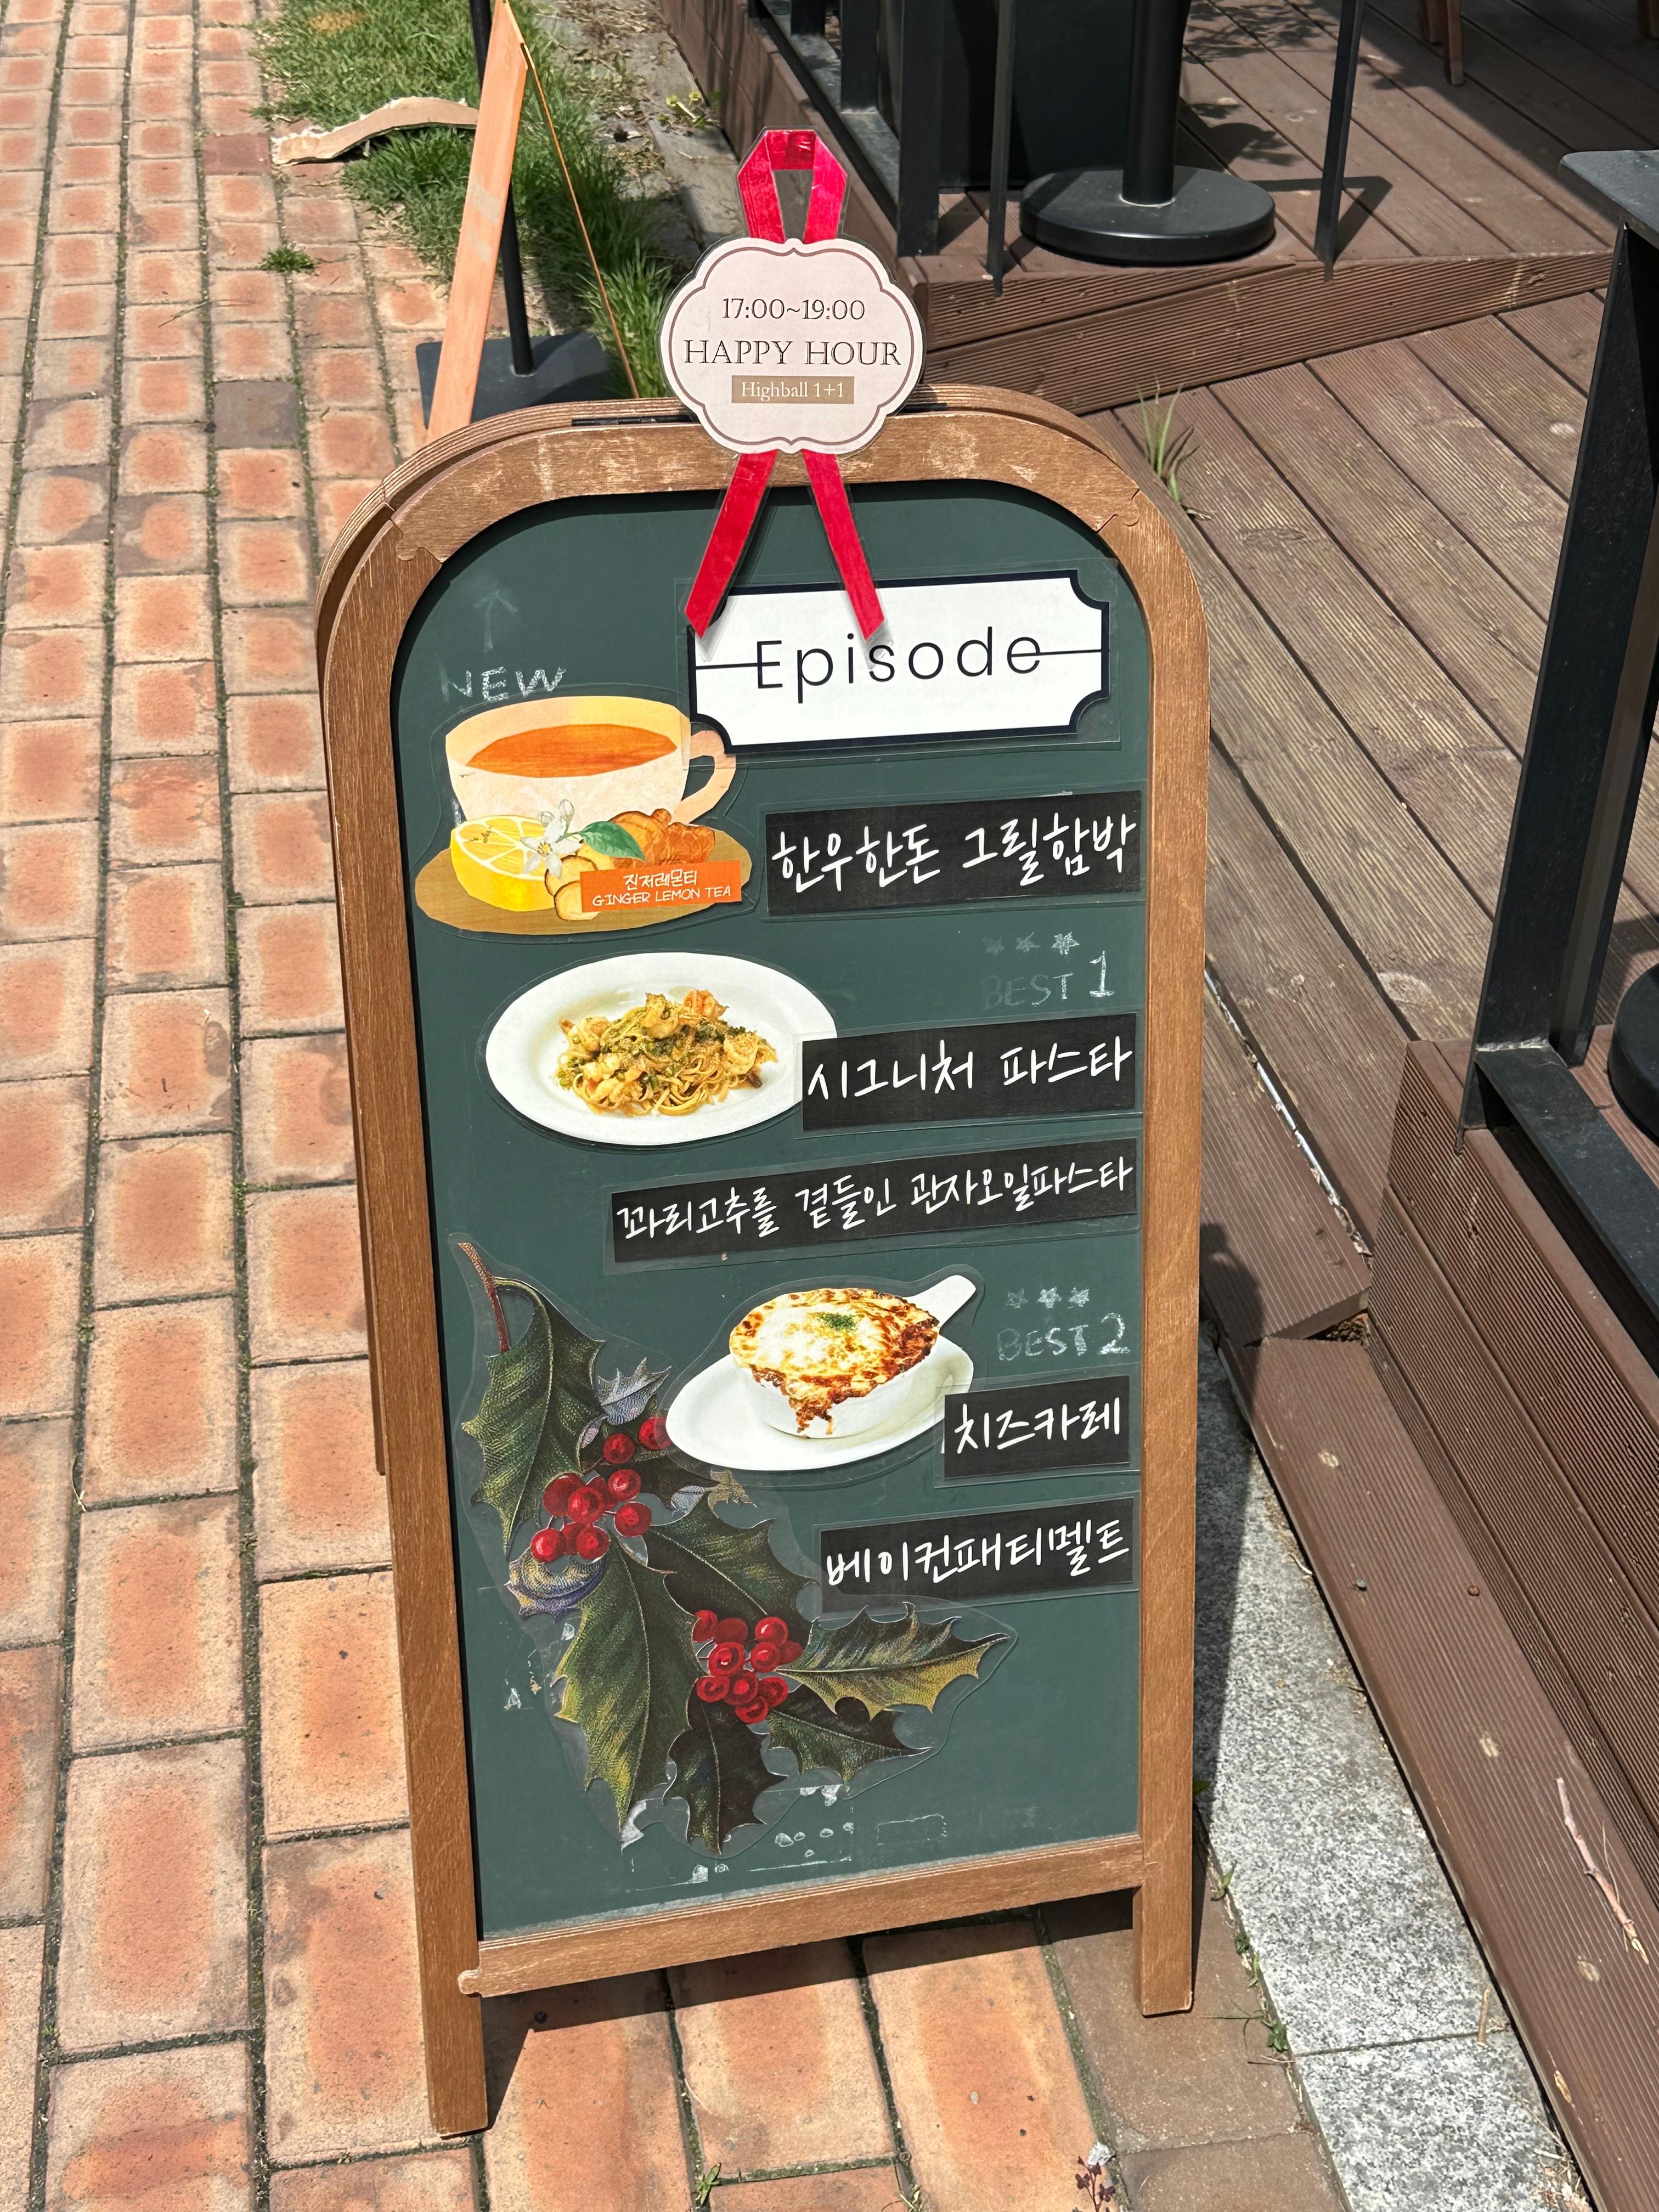 17:00~19:00
HAPPY HOUR
Highball 1+1
Episode
NEW
진저레몬티
GINGER LEMON TEA
한우한돈 그릴함박
BEST 1
시그니처 파스타
꽈리고추를 곁들인 관자오일파스타
BEST 2
치즈카레
베이컨패티멜트